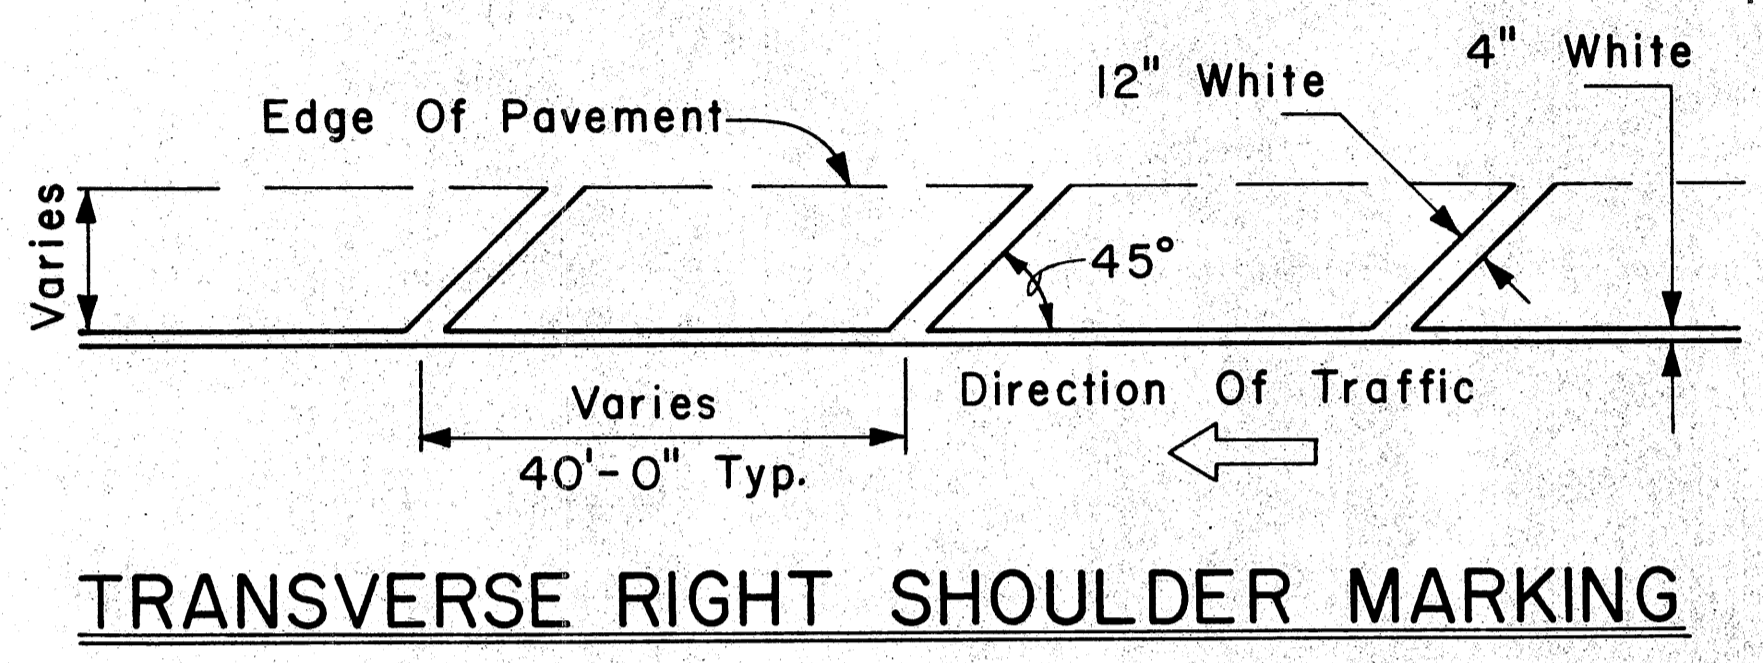 4" White
12" White
Edge Of Pavement
Varies
45°
Direction Of Traffic
Varies
40'-0" Typ.
TRANSVERSE RIGHT SHOULDER MARKING